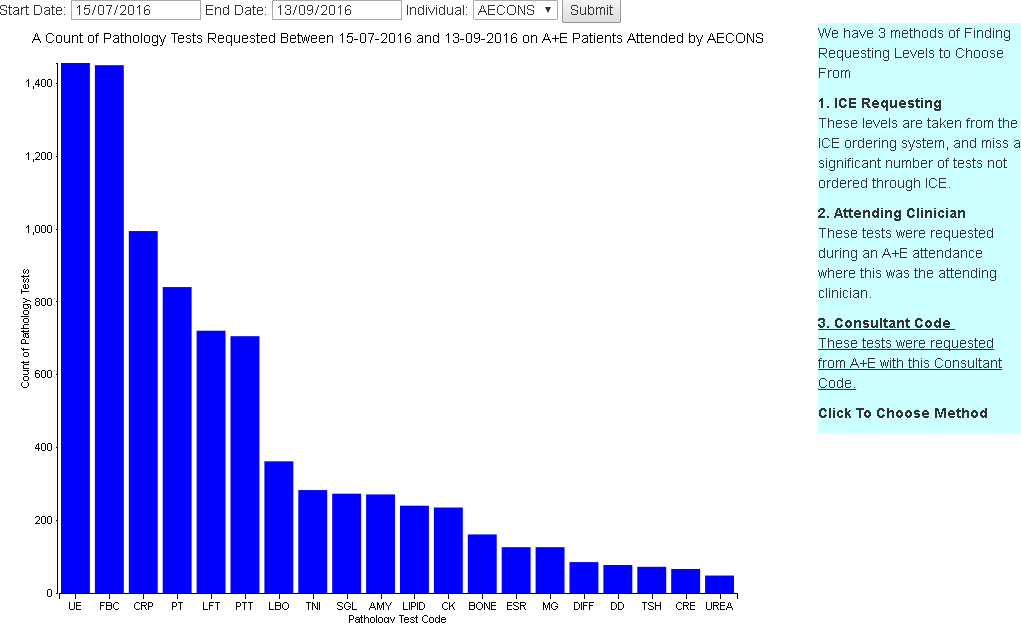 Start Date: 15/07/2016 End Date: 13/09/2016 Individual: AECONS Submit
A Count of Pathology Tests Requested Between 15-07-2016 and 13-09-2016 on A+E Patients Attended by AECONS
1,400
1,200
1,000
800
600
400
200
0
Count of Pathology Tests
UE FBC CRP PT LFT PTT LBO TNI SGL AMY LIPID CK BONE ESR MG DIFF DD TSH CRE UREA
Pathology Test Code
We have 3 methods of Finding
Requesting Levels to Choose
From
1. ICE Requesting
These levels are taken from the
ICE ordering system, and miss a
significant number of tests not
ordered through ICE.
2. Attending Clinician
These tests were requested
during an A+E attendance
where this was the attending
clinician.
3. Consultant Code
These tests were requested
from A+E with this Consultant
Code.
Click To Choose Method